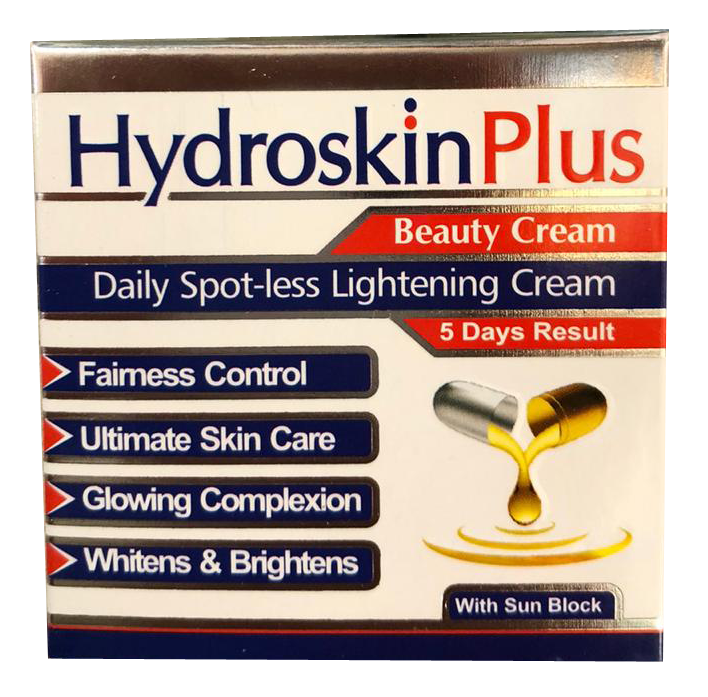 HydroskinPlus
Beauty Cream
Daily Spot-less Lightening Cream
5 Days Result
Fairness Control
Ultimate Skin Care
Glowing Complexion
Whitens & Brightens
With Sun Block